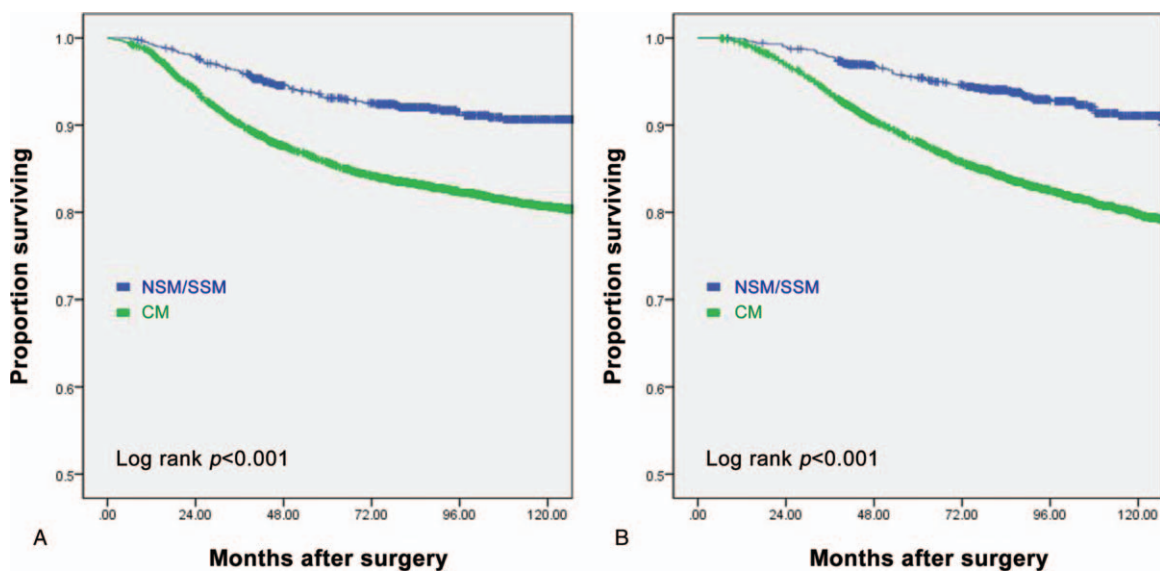 1.0
0.9
0.8
0.7
0.6
0.5
Proportion surviving
NSM/SSM
CM
Log rank p<0.001
.00 24.00 48.00 72.00 96.00 120.00
A
Months after surgery
1.0
0.9
0.8
0.7
0.6
0.5
Proportion surviving
NSM/SSM
CM
Log rank p<0.001
.00 24.00 48.00 72.00 96.00 120.00
B
Months after surgery